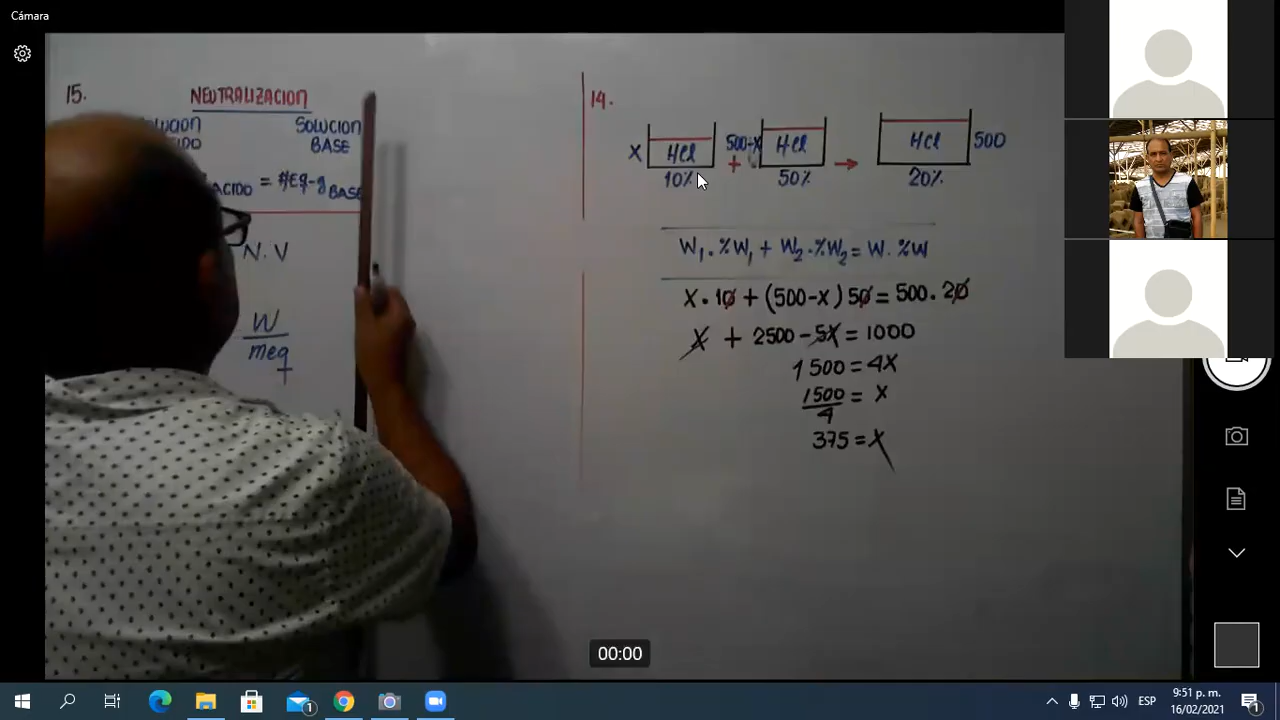 Cámara
15.
NEUTRALIZACION
SOLUCION
BASE
ACIDO = #Eq-g BASE
N.V
W
meq
14.
X HCl 500-X HCl HCl 500
+ →
10% 50% 20%
W₁.%W₁ + W₂.%W₂ = W.%W
X.10 + (500-X) 50 = 500.20
X + 2500 - 5X = 1000
1500 = 4X
1500 = X
4
375 = X
00:00
1
ESP
9:51 p. m.
16/02/2021
1